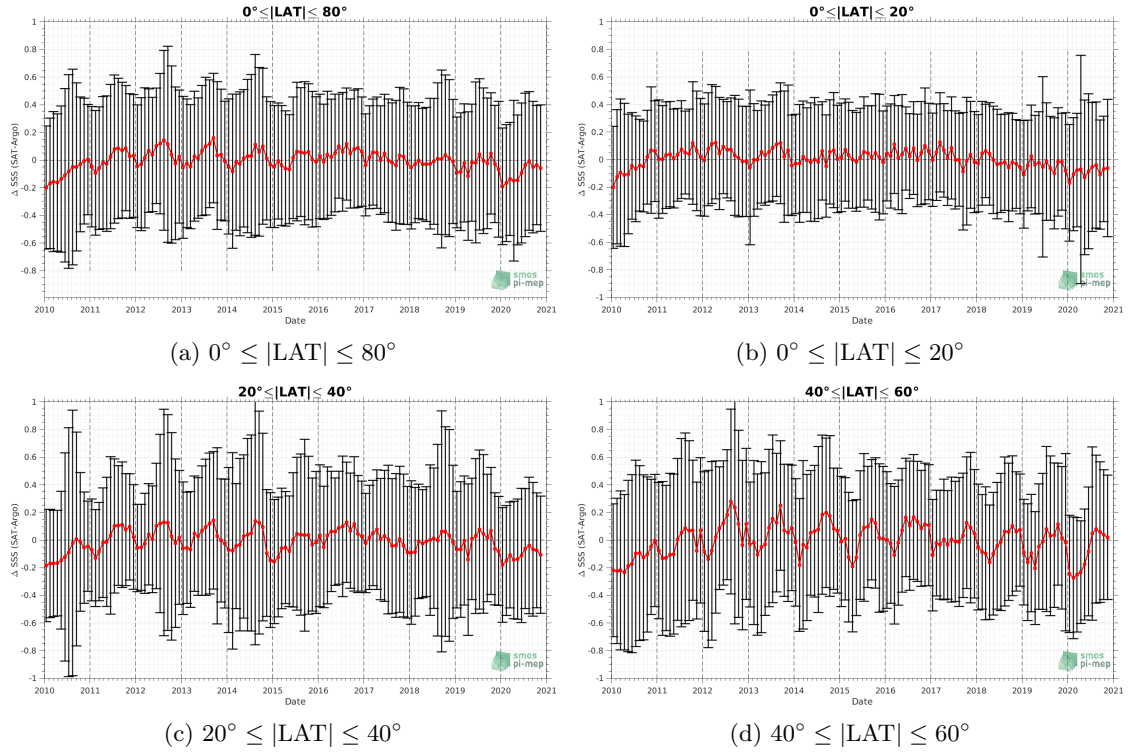 0°≤|LAT|≤ 80°
1
0.8
0.6
0.4
0.2
0
-0.2
-0.4
-0.6
-0.8
Δ SSS (SAT-Argo)
2010 2011 2012 2013 2014 2015 2016 2017 2018 2019 2020 2021
Date
smos
pi-mep
(a) 0° ≤ |LAT| ≤ 80°
0°≤|LAT|≤ 20°
1
0.8
0.6
0.4
0.2
0
-0.2
-0.4
-0.6
-0.8
-1
Δ SSS (SAT-Argo)
2010 2011 2012 2013 2014 2015 2016 2017 2018 2019 2020 2021
Date
smos
pi-mep
(b) 0° ≤ |LAT| ≤ 20°
20°≤|LAT|≤ 40°
1
0.8
0.6
0.4
0.2
0
-0.2
-0.4
-0.6
-0.8
-1
Δ SSS (SAT-Argo)
2010 2011 2012 2013 2014 2015 2016 2017 2018 2019 2020 2021
Date
smos
pi-mep
(c) 20° ≤ |LAT| ≤ 40°
40°≤|LAT|≤ 60°
1
0.8
0.6
0.4
0.2
0
-0.2
-0.4
-0.6
-0.8
-1
Δ SSS (SAT-Argo)
2010 2011 2012 2013 2014 2015 2016 2017 2018 2019 2020 2021
Date
smos
pi-mep
(d) 40° ≤ |LAT| ≤ 60°